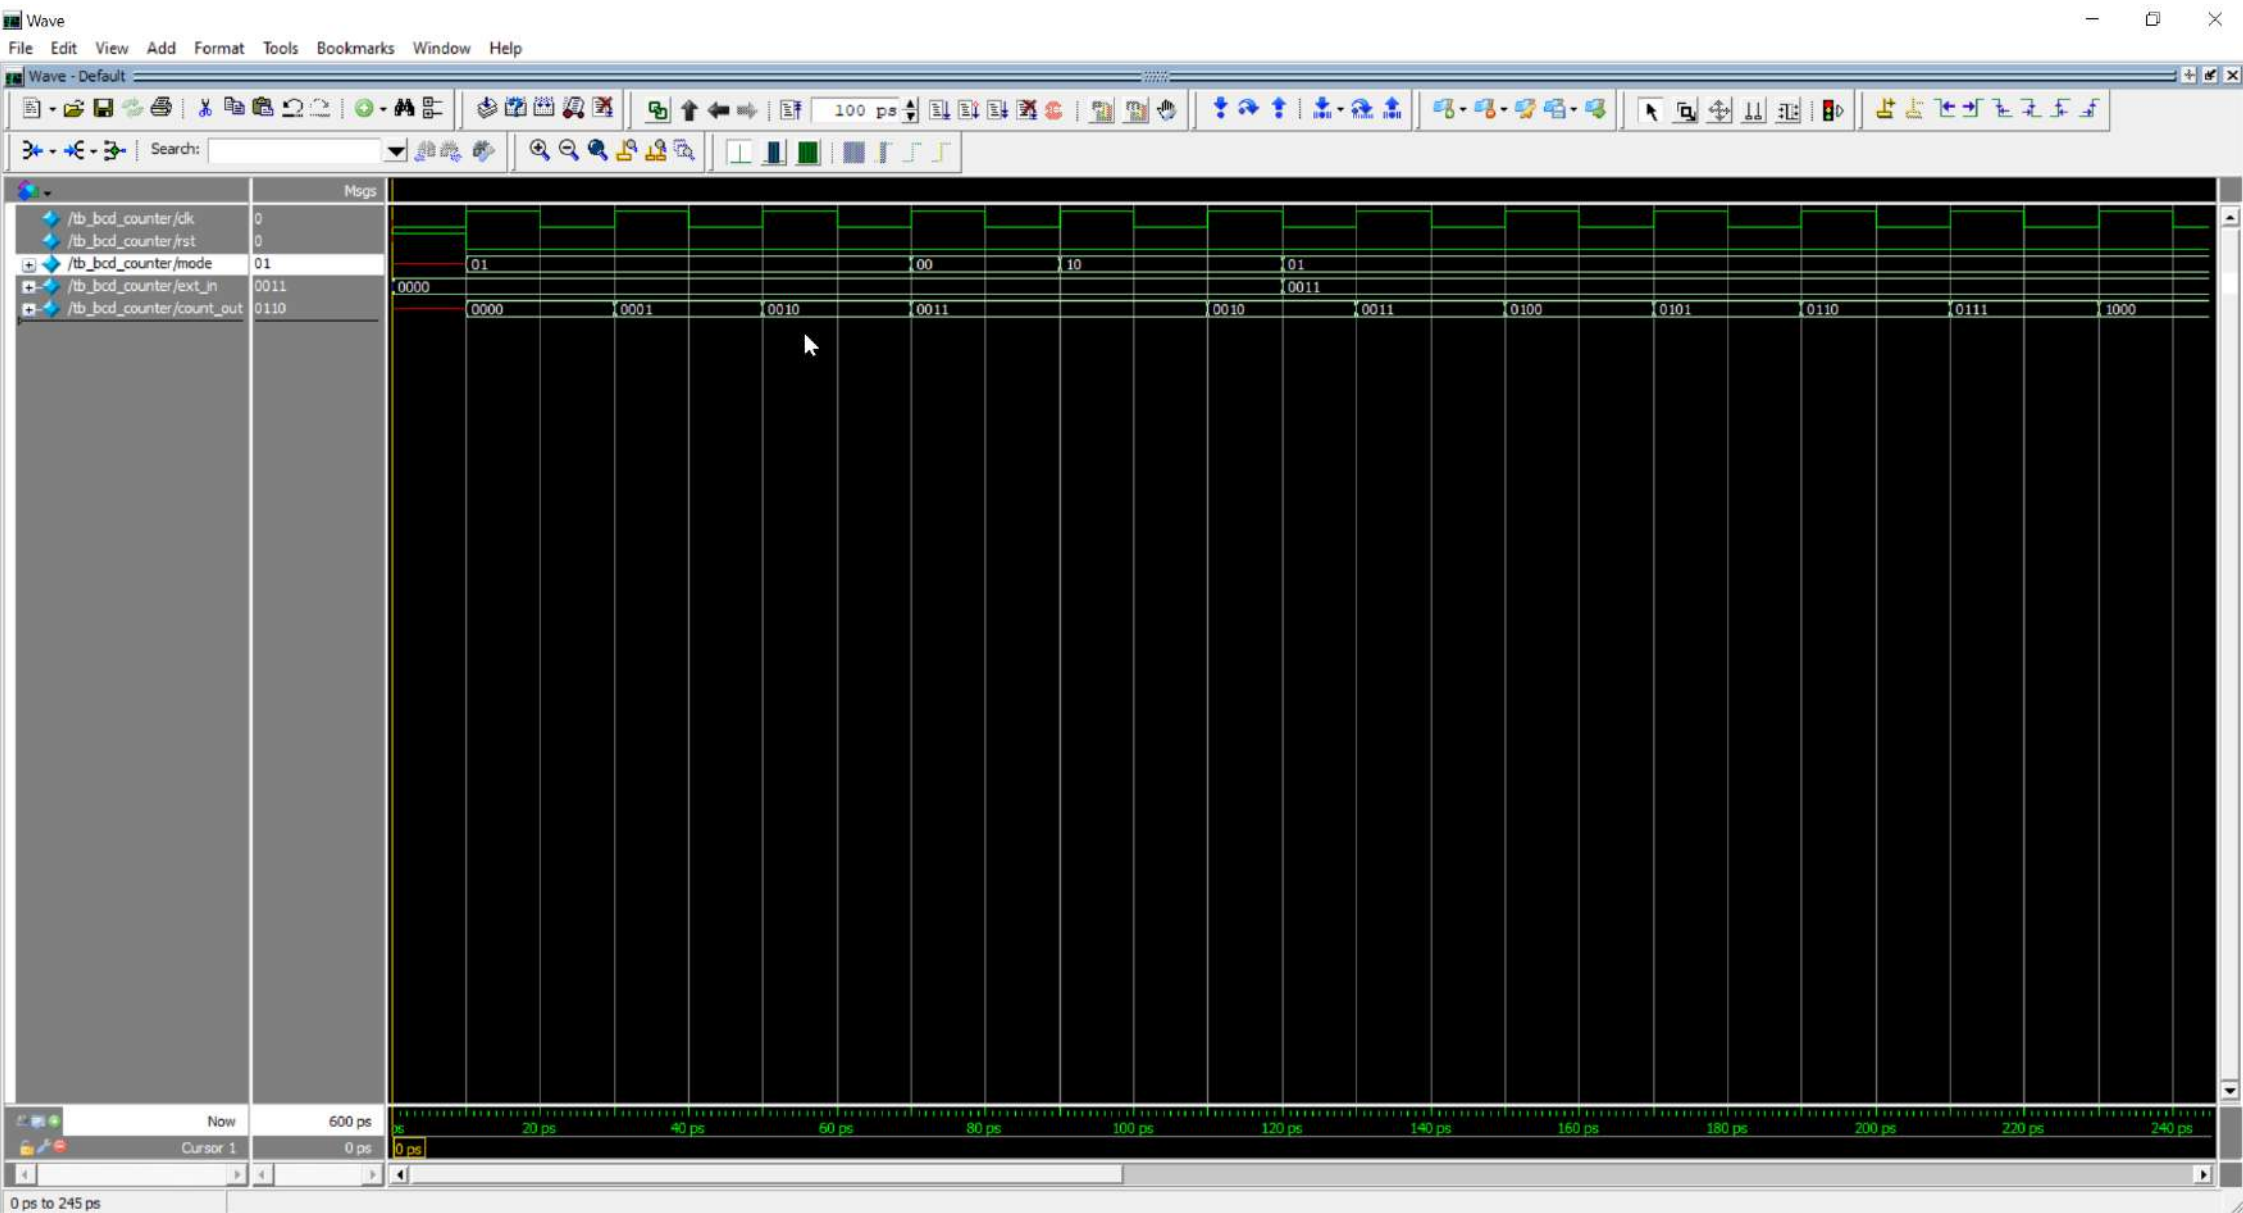 Wave
File Edit View Add Format Tools Bookmarks Window Help
Wave - Default
100 ps
Search:
Msgs
/tb_bcd_counter/clk 0
/tb_bcd_counter/rst 0
/tb_bcd_counter/mode 01 01 00 10 01
/tb_bcd_counter/ext_in 0011 0000 0011
/tb_bcd_counter/count_out 0110 0000 0001 0010 0011 0010 0011 0100 0101 0110 0111 1000
Now 600 ps ps 20 ps 40 ps 60 ps 80 ps 100 ps 120 ps 140 ps 160 ps 180 ps 200 ps 220 ps 240 ps
Cursor 1 0 ps 0 ps
0 ps to 245 ps